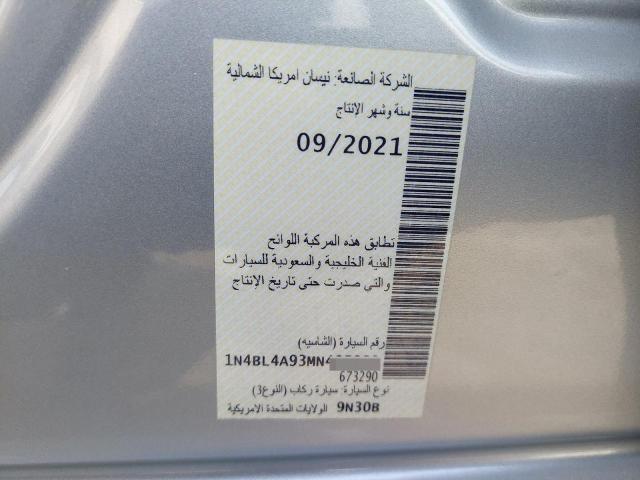 الشركة الصانعة: نيسان امريكا الشمالية
سنة وشهر الإنتاج
09/2021
تطابق هذه المركبة اللوائح
الفنية الخليجية والسعودية للسيارات
والتي صدرت حتى تاريخ الإنتاج
رقم السيارة (الشاسيه)
1N4BL4A93MN4
673290
نوع السيارة: سيارة ركاب (النوع3)
9N30B الولايات المتحدة الامريكية